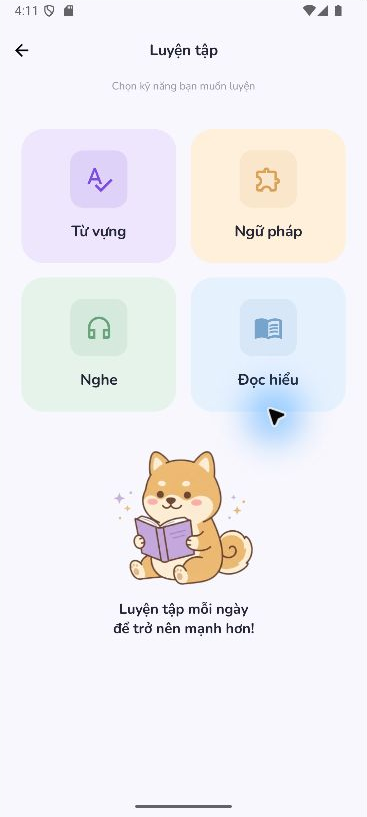 4:11
Luyện tập
Chọn kỹ năng bạn muốn luyện
Từ vựng
Ngữ pháp
Nghe
Đọc hiểu
Luyện tập mỗi ngày
để trở nên mạnh hơn!